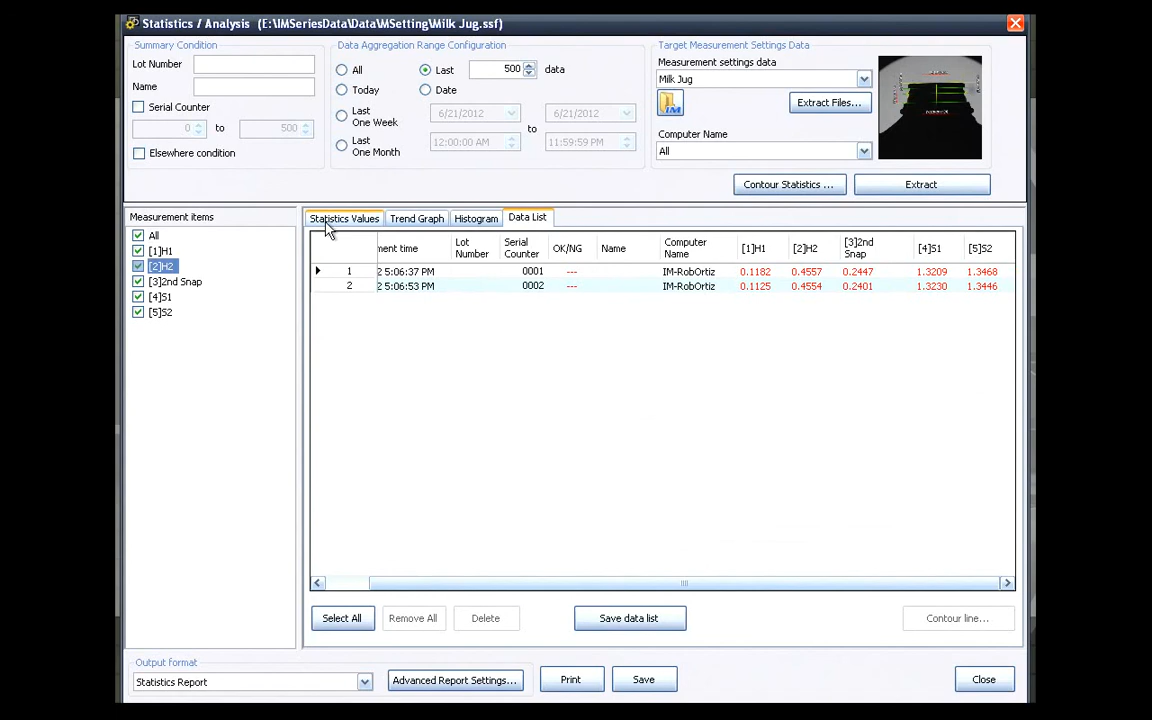 Statistics / Analysis (E:\IMSeriesData\Data\MSetting\Milk Jug.ssf)
Summary Condition
Lot Number
Name
Serial Counter
0 to 500
Elsewhere condition
Data Aggregation Range Configuration
All
Last 500 data
Today
Date
Last
One Week
6/21/2012
6/21/2012
to
Last
One Month
12:00:00 AM
11:59:59 PM
Target Measurement Settings Data
Measurement settings data
Milk Jug
Extract Files...
Computer Name
All
Contour Statistics ...
Extract
Measurement items
All
[1]H1
[2]H2
[3]2nd Snap
[4]S1
[5]S2
Statistics Values Trend Graph Histogram Data List
ment time Lot Number Serial Counter OK/NG Name Computer Name [1]H1 [2]H2 [3]2nd Snap [4]S1 [5]S2
1 2 5:06:37 PM 0001 --- IM-RobOrtiz 0.1182 0.4557 0.2447 1.3209 1.3468
2 2 5:06:53 PM 0002 --- IM-RobOrtiz 0.1125 0.4554 0.2401 1.3230 1.3446
Select All Remove All Delete Save data list Contour line...
Output format
Statistics Report
Advanced Report Settings... Print Save Close